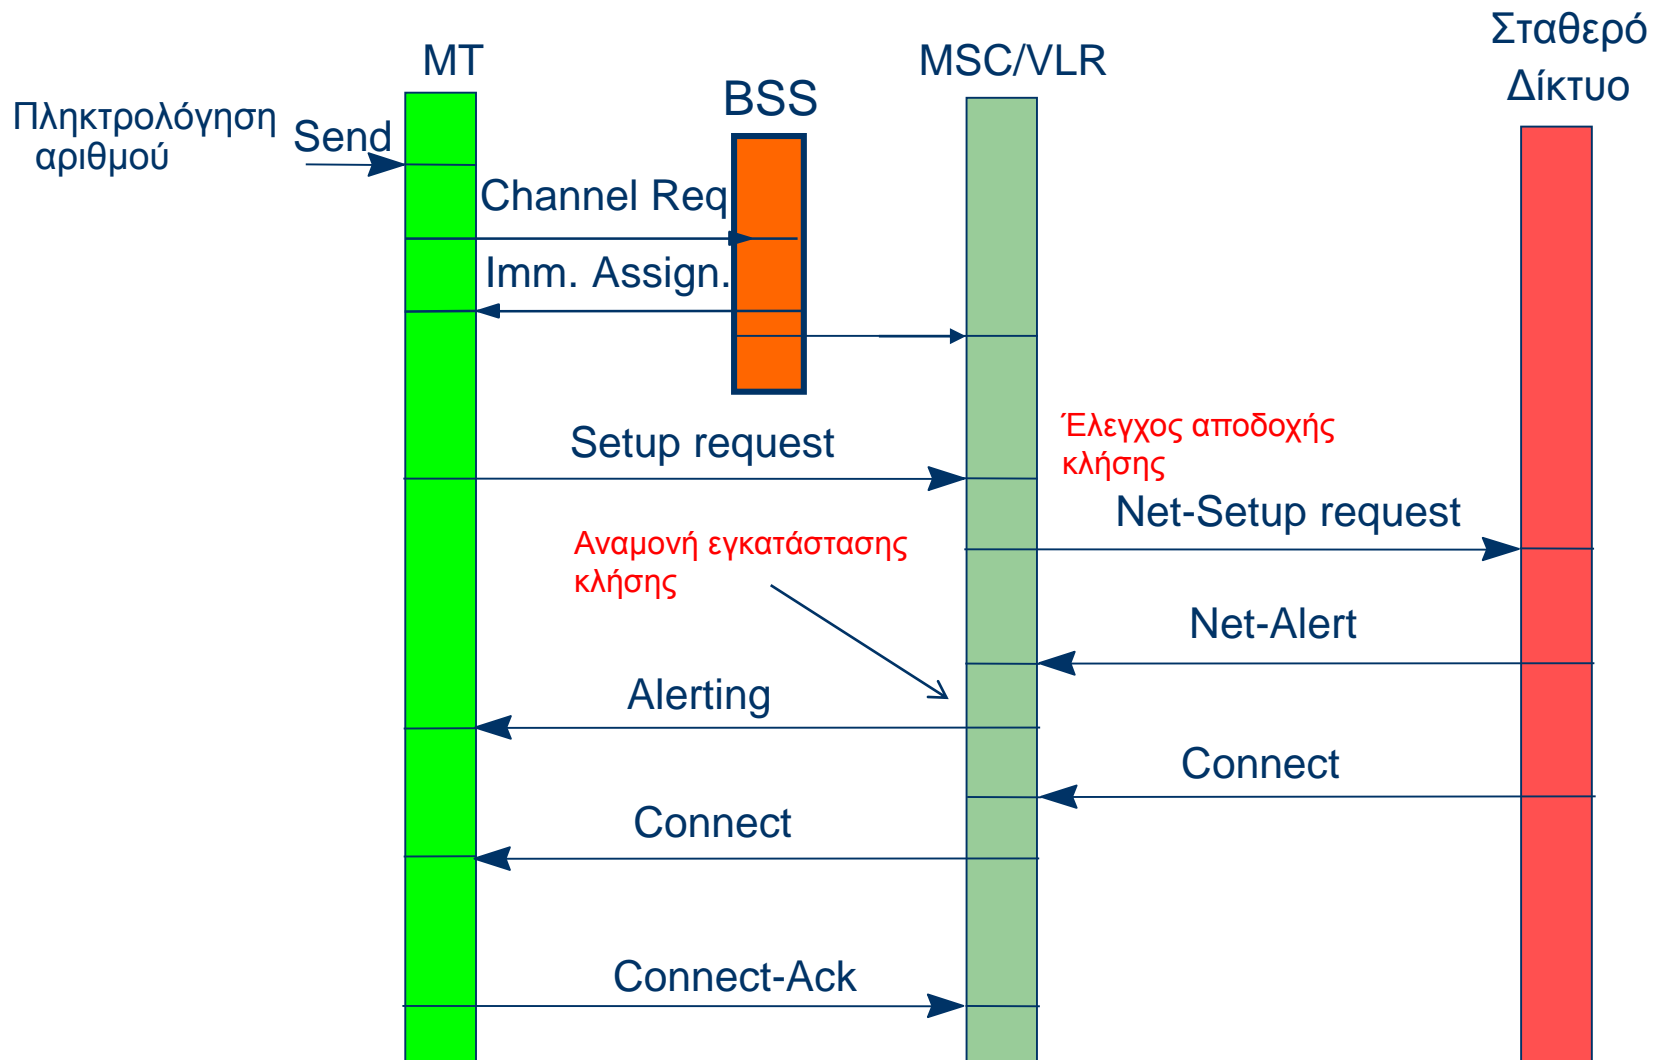 MT
BSS
MSC/VLR
Σταθερό
Δίκτυο
Πληκτρολόγηση
αριθμού
Send
Channel Req
Imm. Assign.
Setup request
Έλεγχος αποδοχής
κλήσης
Net-Setup request
Αναμονή εγκατάστασης
κλήσης
Net-Alert
Alerting
Connect
Connect
Connect-Ack